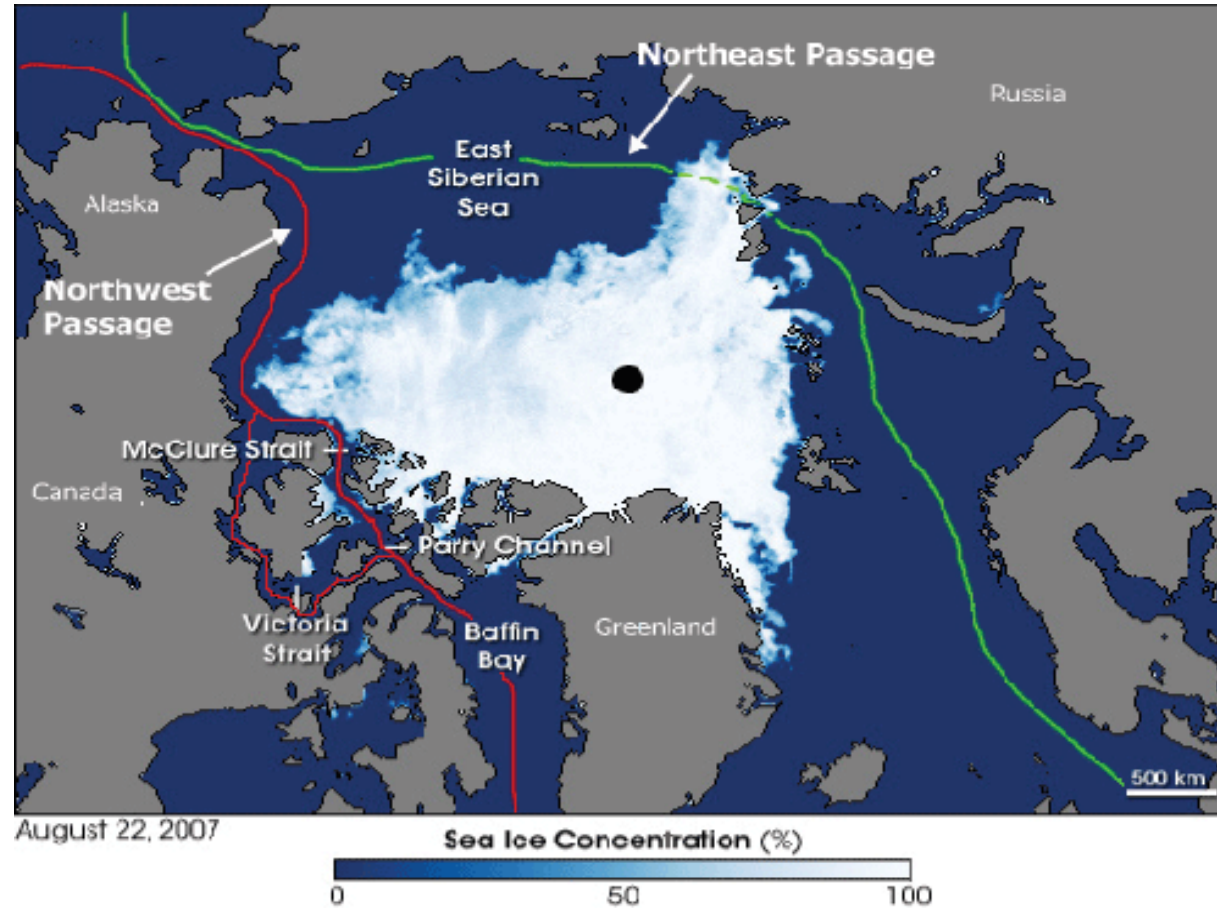 Northeast Passage
Russia
East
Siberian
Sea
Alaska
Northwest
Passage
McClure Strait
Canada
Parry Channel
Victoria
Strait
Baffin
Bay
Greenland
500 km
August 22, 2007
Sea Ice Concentration (%)
0 50 100